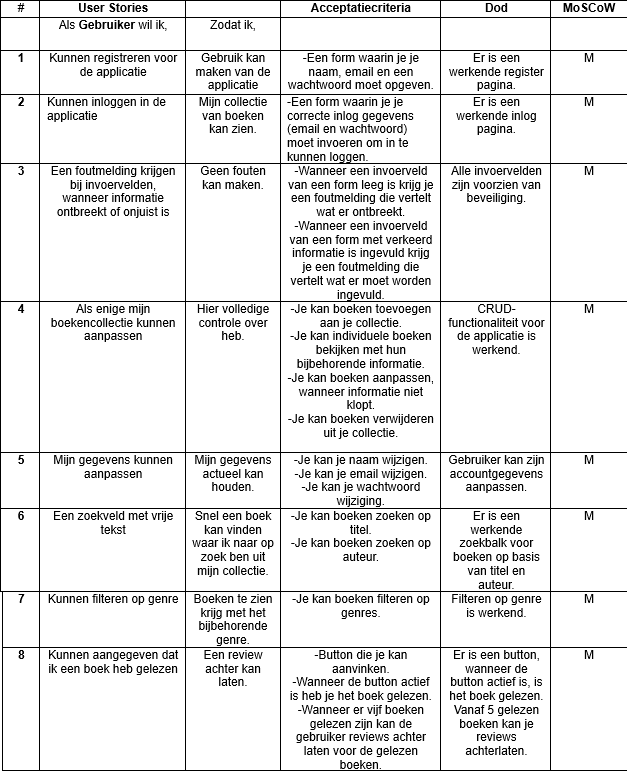 # User Stories Acceptatiecriteria Dod MoSCoW
Als Gebruiker wil ik, Zodat ik,
1
Kunnen registreren voor
de applicatie
Gebruik kan
maken van de
applicatie
-Een form waarin je je
naam, email en een
wachtwoord moet opgeven.
Er is een
werkende register
pagina.
M
2
Kunnen inloggen in de
applicatie
Mijn collectie
van boeken
kan zien.
-Een form waarin je je
correcte inlog gegevens
(email en wachtwoord)
moet invoeren om in te
kunnen loggen.
Er is een
werkende inlog
pagina.
M
3
Een foutmelding krijgen
bij invoervelden,
wanneer informatie
ontbreekt of onjuist is
Geen fouten
kan maken.
-Wanneer een invoerveld
van een form leeg is krijg je
een foutmelding die vertelt
wat er ontbreekt.
-Wanneer een invoerveld
van een form met verkeerd
informatie is ingevuld krijg
je een foutmelding die
vertelt wat er moet worden
ingevuld.
Alle invoervelden
zijn voorzien van
beveiliging.
M
4
Als enige mijn
boekencollectie kunnen
aanpassen
Hier volledige
controle over
heb.
-Je kan boeken toevoegen
aan je collectie.
-Je kan individuele boeken
bekijken met hun
bijbehorende informatie.
-Je kan boeken aanpassen,
wanneer informatie niet
klopt.
-Je kan boeken verwijderen
uit je collectie.
CRUD-
functionaliteit voor
de applicatie is
werkend.
M
5
Mijn gegevens kunnen
aanpassen
Mijn gegevens
actueel kan
houden.
-Je kan je naam wijzigen.
-Je kan je email wijzigen.
-Je kan je wachtwoord
wijziging.
Gebruiker kan zijn
accountgegevens
aanpassen.
M
6
Een zoekveld met vrije
tekst
Snel een boek
kan vinden
waar ik naar op
zoek ben uit
mijn collectie.
-Je kan boeken zoeken op
titel.
-Je kan boeken zoeken op
auteur.
Er is een
werkende
zoekbalk voor
boeken op basis
van titel en
auteur.
M
7
Kunnen filteren op genre
Boeken te zien
krijg met het
bijbehorende
genre.
-Je kan boeken filteren op
genres.
Filteren op genre
is werkend.
M
8
Kunnen aangegeven dat
ik een boek heb gelezen
Een review
achter kan
laten.
-Button die je kan
aanvinken.
-Wanneer de button actief
is heb je het boek gelezen.
-Wanneer er vijf boeken
gelezen zijn kan de
gebruiker reviews achter
laten voor de gelezen
boeken.
Er is een button,
wanneer de
button actief is, is
het boek gelezen.
Vanaf 5 gelezen
boeken kan je
reviews
achterlaten.
M